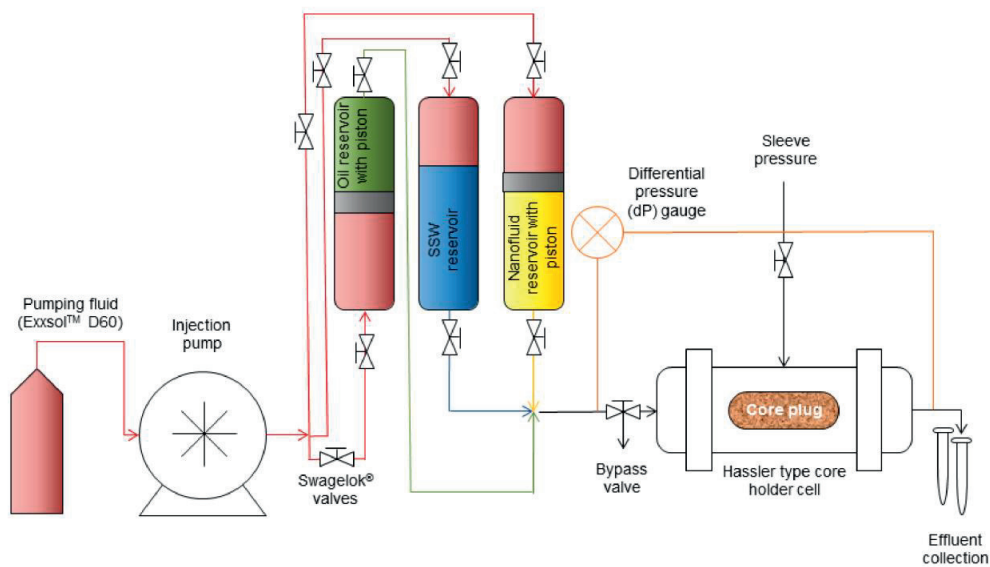 Oil reservoir
with piston
SSW
reservoir
Nanofluid
reservoir with
piston
Sleeve
pressure
Differential
pressure
(dP) gauge
Pumping fluid
(Exxsol™ D60)
Injection
pump
Swagelok®
valves
Core plug
Bypass
valve
Hassler type core
holder cell
Effluent
collection